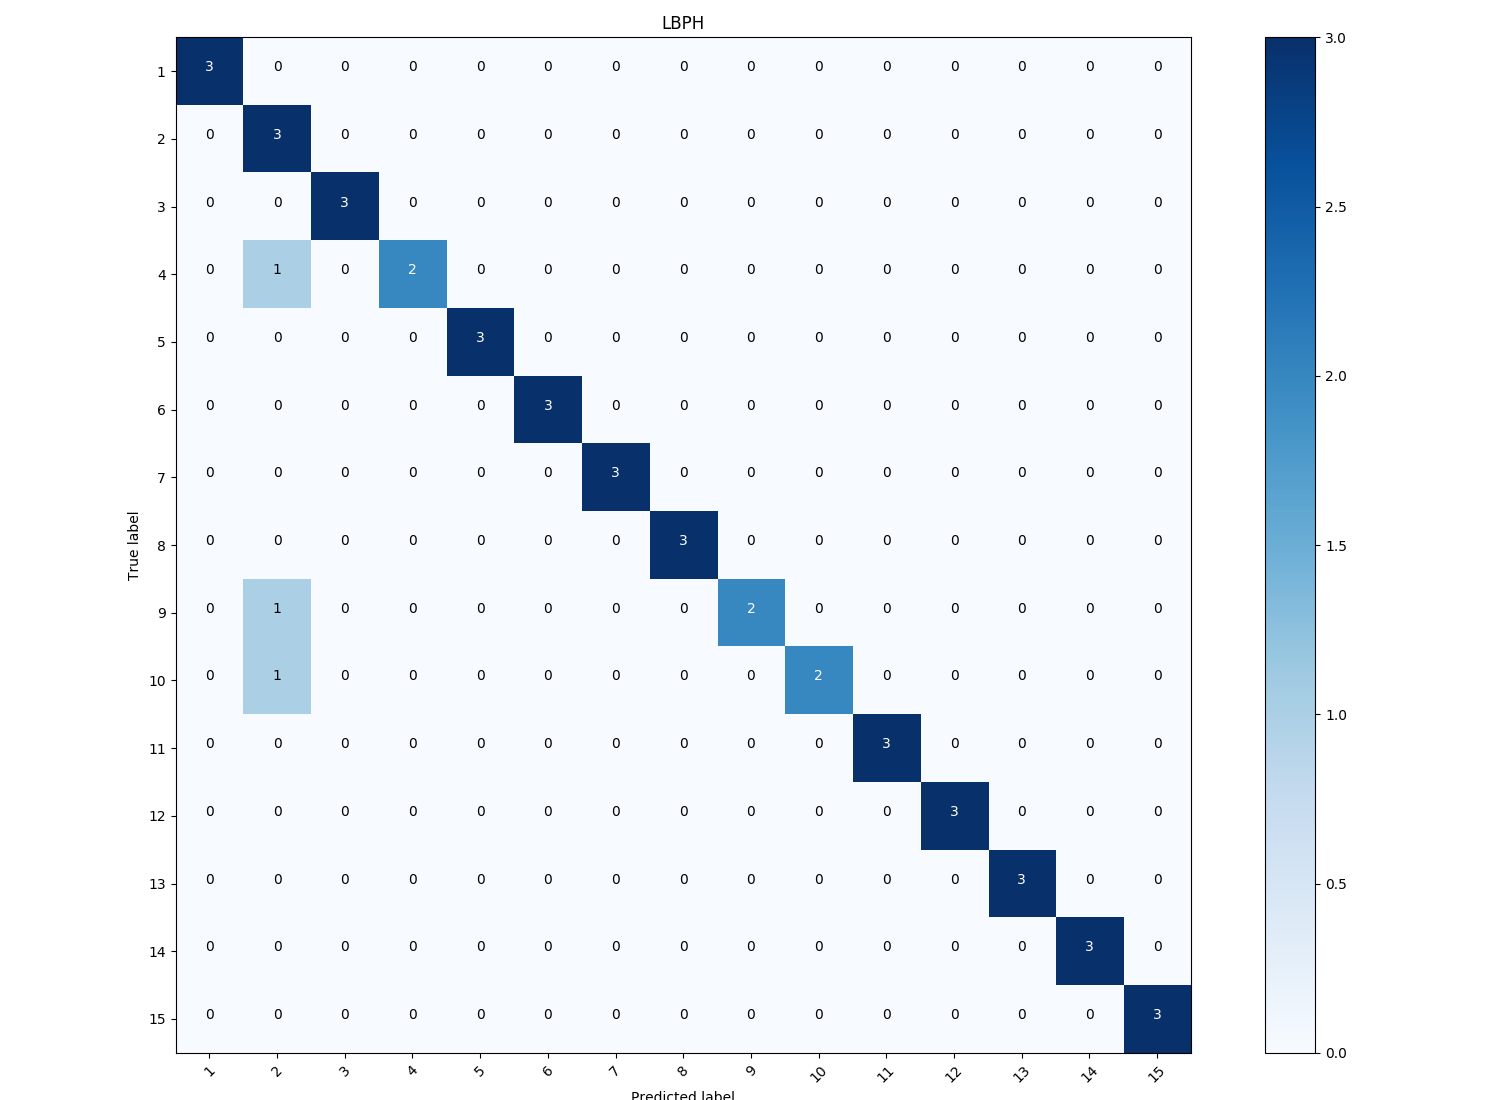 LBPH
1 3 0 0 0 0 0 0 0 0 0 0 0 0 0 0
2 0 3 0 0 0 0 0 0 0 0 0 0 0 0 0
3 0 0 3 0 0 0 0 0 0 0 0 0 0 0 0
4 0 1 0 2 0 0 0 0 0 0 0 0 0 0 0
5 0 0 0 0 3 0 0 0 0 0 0 0 0 0 0
6 0 0 0 0 0 3 0 0 0 0 0 0 0 0 0
7 0 0 0 0 0 0 3 0 0 0 0 0 0 0 0
8 0 0 0 0 0 0 0 3 0 0 0 0 0 0 0
9 0 1 0 0 0 0 0 0 2 0 0 0 0 0 0
10 0 1 0 0 0 0 0 0 0 2 0 0 0 0 0
11 0 0 0 0 0 0 0 0 0 0 3 0 0 0 0
12 0 0 0 0 0 0 0 0 0 0 0 3 0 0 0
13 0 0 0 0 0 0 0 0 0 0 0 0 3 0 0
14 0 0 0 0 0 0 0 0 0 0 0 0 0 3 0
15 0 0 0 0 0 0 0 0 0 0 0 0 0 0 3
1 2 3 4 5 6 7 8 9 10 11 12 13 14 15
True label
Predicted label
3.0
2.5
2.0
1.5
1.0
0.5
0.0